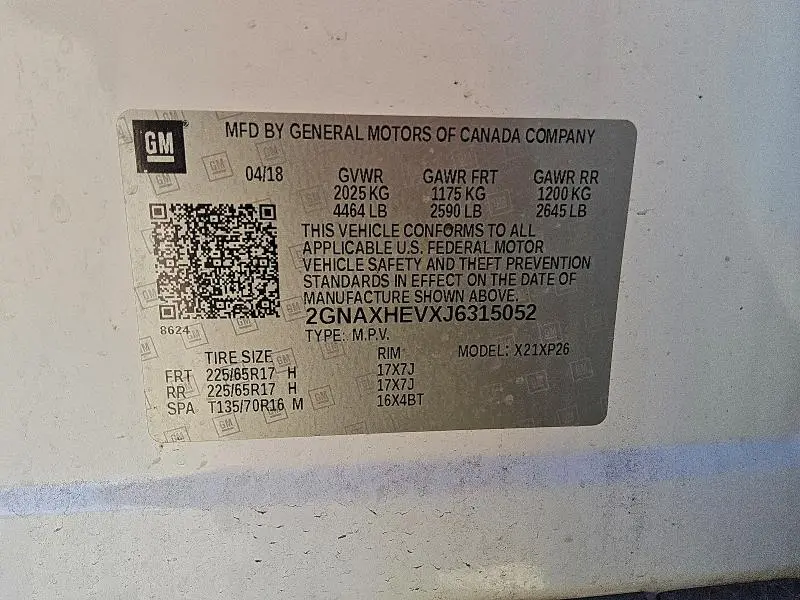 GM
MFD BY GENERAL MOTORS OF CANADA COMPANY
04/18 GVWR GAWR FRT GAWR RR
2025 KG 1175 KG 1200 KG
4464 LB 2590 LB 2645 LB
THIS VEHICLE CONFORMS TO ALL
APPLICABLE U.S. FEDERAL MOTOR
VEHICLE SAFETY AND THEFT PREVENTION
STANDARDS IN EFFECT ON THE DATE OF
MANUFACTURE SHOWN ABOVE.
2GNAXHEVXJ6315052
8624
TYPE: M.P.V.
TIRE SIZE RIM MODEL: X21XP26
FRT 225/65R17 H 17X7J
RR 225/65R17 H 17X7J
SPA T135/70R16 M 16X4BT